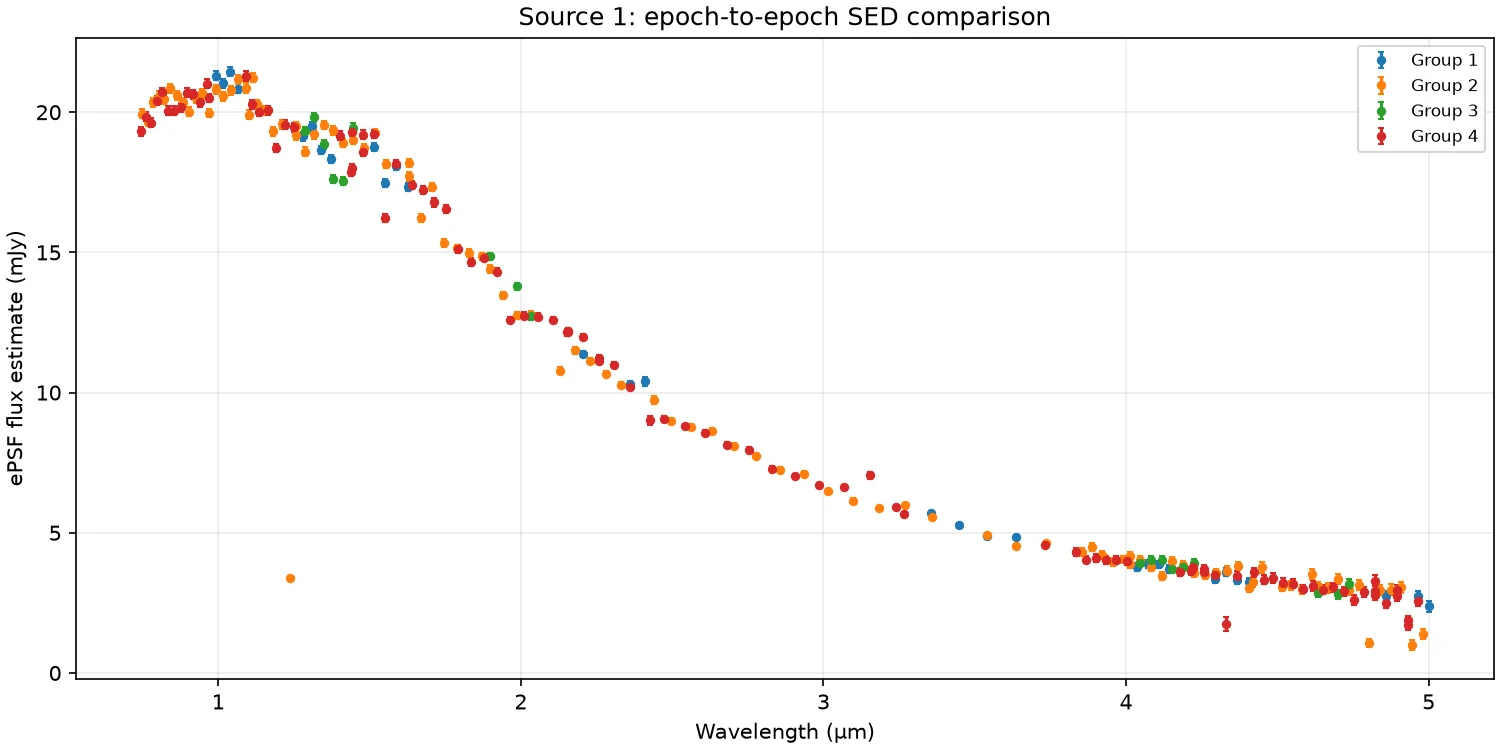 Source 1: epoch-to-epoch SED comparison
Group 1
Group 2
Group 3
Group 4
ePSF flux estimate (mJy)
20
15
10
5
0
1 2 3 4 5
Wavelength (μm)